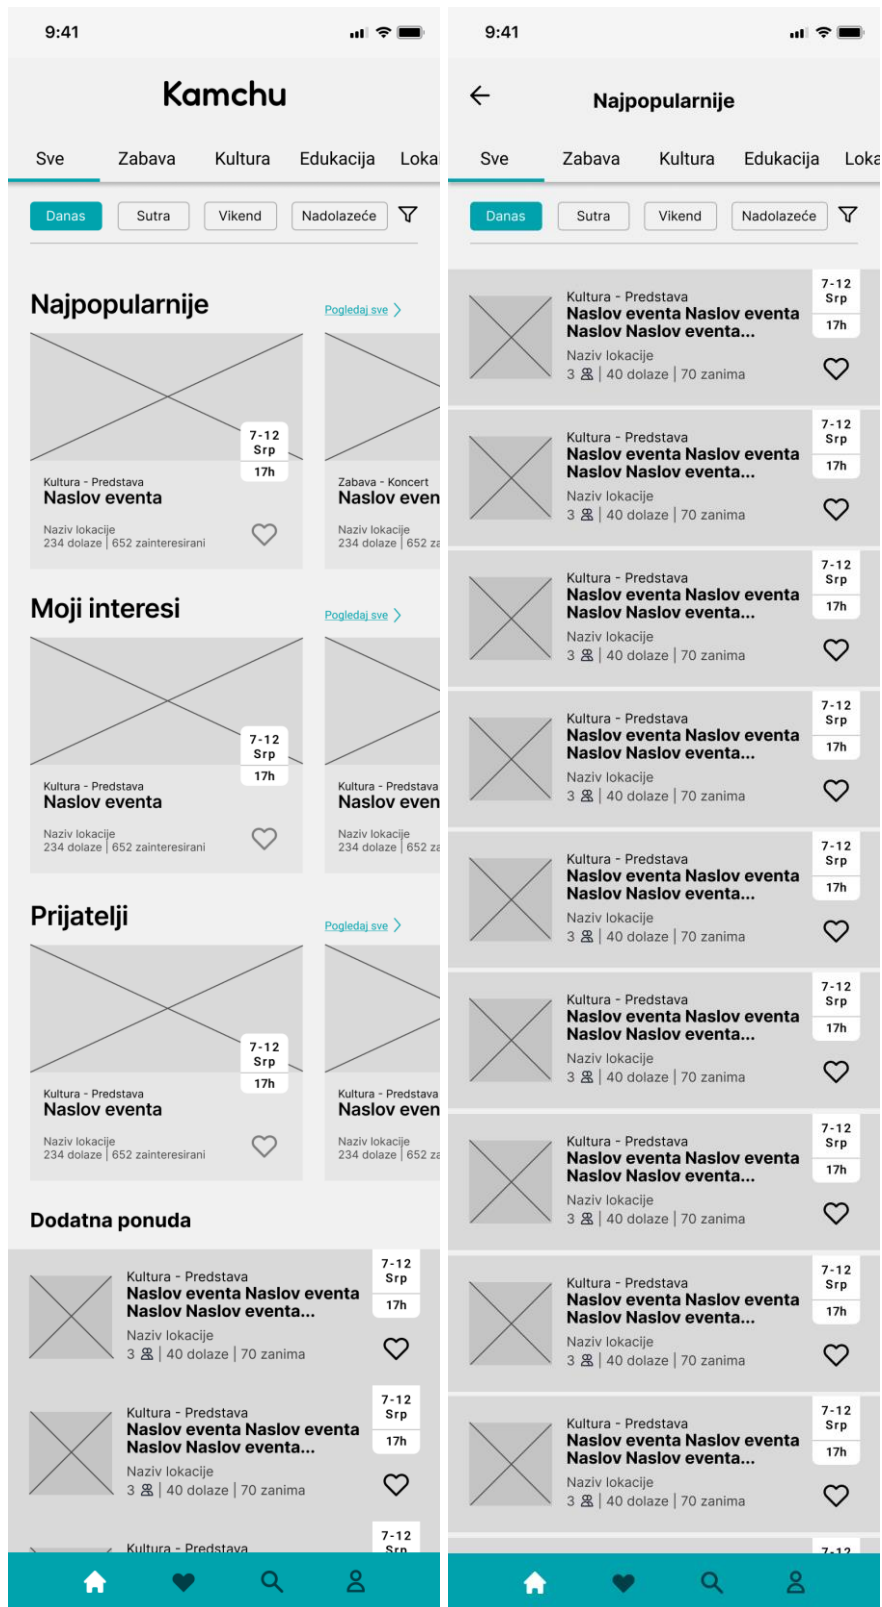 9:41
Kamchu
Sve Zabava Kultura Edukacija Loka
Danas Sutra Vikend Nadolazeće
Najpopularnije Pogledaj sve
7-12
Srp
17h
Kultura - Predstava
Naslov eventa
Naziv lokacije
234 dolaze | 652 zainteresirani
Zabava - Koncert
Naslov even
Naziv lokacije
234 dolaze | 652 za
Moji interesi Pogledaj sve
7-12
Srp
17h
Kultura - Predstava
Naslov eventa
Naziv lokacije
234 dolaze | 652 zainteresirani
Kultura - Predstava
Naslov even
Naziv lokacije
234 dolaze | 652 za
Prijatelji Pogledaj sve
7-12
Srp
17h
Kultura - Predstava
Naslov eventa
Naziv lokacije
234 dolaze | 652 zainteresirani
Kultura - Predstava
Naslov even
Naziv lokacije
234 dolaze | 652 za
Dodatna ponuda
Kultura - Predstava
Naslov eventa Naslov eventa
Naslov Naslov eventa...
Naziv lokacije
3 | 40 dolaze | 70 zanima
7-12
Srp
17h
Kultura - Predstava
Naslov eventa Naslov eventa
Naslov Naslov eventa...
Naziv lokacije
3 | 40 dolaze | 70 zanima
7-12
Srp
17h
Kultura - Predstava
7-12
Srp
9:41
Najpopularnije
Sve Zabava Kultura Edukacija Loka
Danas Sutra Vikend Nadolazeće
Kultura - Predstava
Naslov eventa Naslov eventa
Naslov Naslov eventa...
Naziv lokacije
3 | 40 dolaze | 70 zanima
7-12
Srp
17h
Kultura - Predstava
Naslov eventa Naslov eventa
Naslov Naslov eventa...
Naziv lokacije
3 | 40 dolaze | 70 zanima
7-12
Srp
17h
Kultura - Predstava
Naslov eventa Naslov eventa
Naslov Naslov eventa...
Naziv lokacije
3 | 40 dolaze | 70 zanima
7-12
Srp
17h
Kultura - Predstava
Naslov eventa Naslov eventa
Naslov Naslov eventa...
Naziv lokacije
3 | 40 dolaze | 70 zanima
7-12
Srp
17h
Kultura - Predstava
Naslov eventa Naslov eventa
Naslov Naslov eventa...
Naziv lokacije
3 | 40 dolaze | 70 zanima
7-12
Srp
17h
Kultura - Predstava
Naslov eventa Naslov eventa
Naslov Naslov eventa...
Naziv lokacije
3 | 40 dolaze | 70 zanima
7-12
Srp
17h
Kultura - Predstava
Naslov eventa Naslov eventa
Naslov Naslov eventa...
Naziv lokacije
3 | 40 dolaze | 70 zanima
7-12
Srp
17h
Kultura - Predstava
Naslov eventa Naslov eventa
Naslov Naslov eventa...
Naziv lokacije
3 | 40 dolaze | 70 zanima
7-12
Srp
17h
Kultura - Predstava
Naslov eventa Naslov eventa
Naslov Naslov eventa...
Naziv lokacije
3 | 40 dolaze | 70 zanima
7-12
Srp
17h
7-12